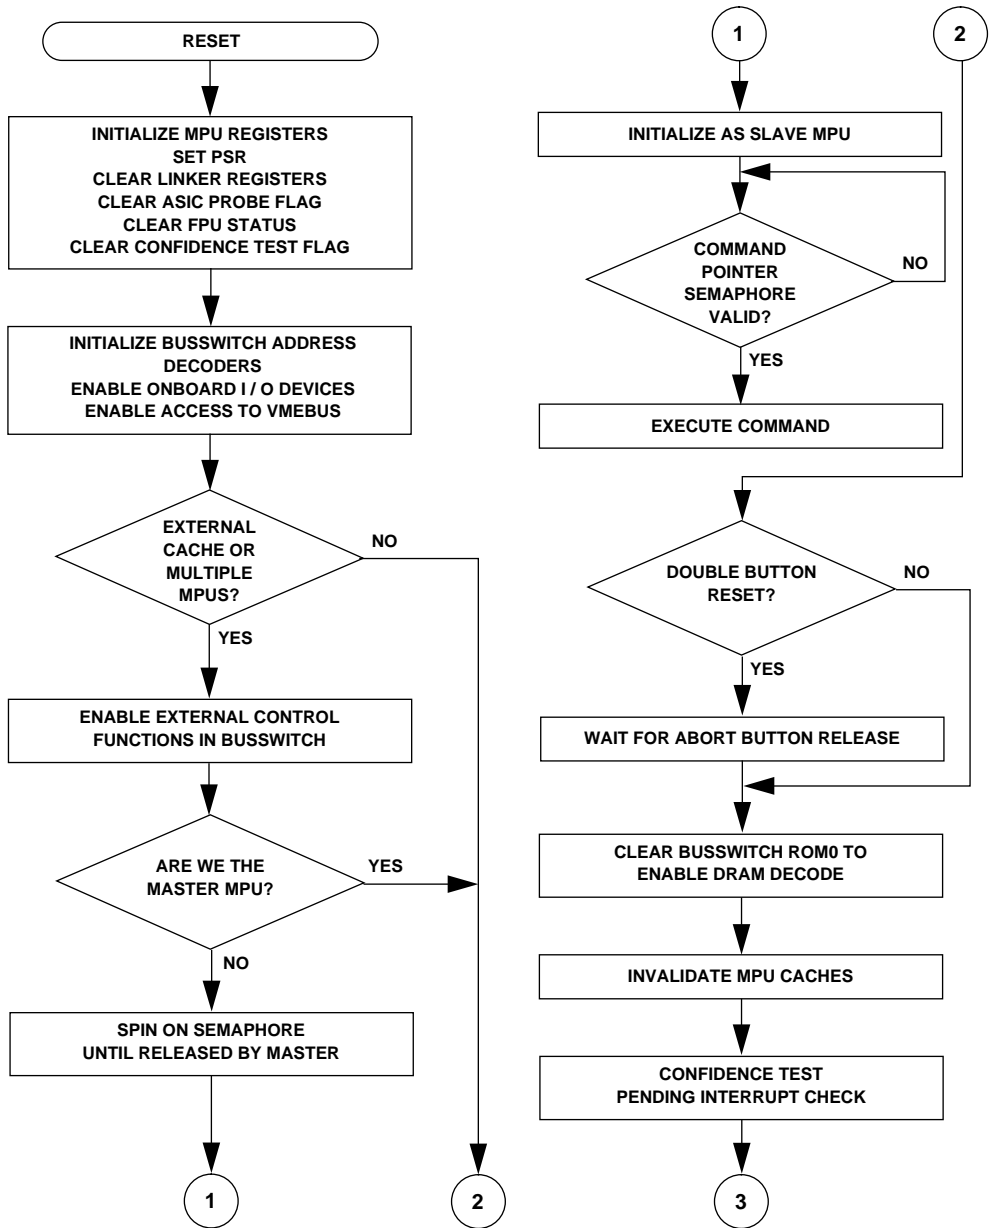 RESET
INITIALIZE MPU REGISTERS
SET PSR
CLEAR LINKER REGISTERS
CLEAR ASIC PROBE FLAG
CLEAR FPU STATUS
CLEAR CONFIDENCE TEST FLAG
INITIALIZE BUSSWITCH ADDRESS
DECODERS
ENABLE ONBOARD I / O DEVICES
ENABLE ACCESS TO VMEBUS
EXTERNAL
CACHE OR
MULTIPLE
MPUS?
NO
YES
ENABLE EXTERNAL CONTROL
FUNCTIONS IN BUSSWITCH
ARE WE THE
MASTER MPU?
YES
NO
SPIN ON SEMAPHORE
UNTIL RELEASED BY MASTER
1
2
1
2
INITIALIZE AS SLAVE MPU
COMMAND
POINTER
SEMAPHORE
VALID?
NO
YES
EXECUTE COMMAND
DOUBLE BUTTON
RESET?
NO
YES
WAIT FOR ABORT BUTTON RELEASE
CLEAR BUSSWITCH ROM0 TO
ENABLE DRAM DECODE
INVALIDATE MPU CACHES
CONFIDENCE TEST
PENDING INTERRUPT CHECK
3